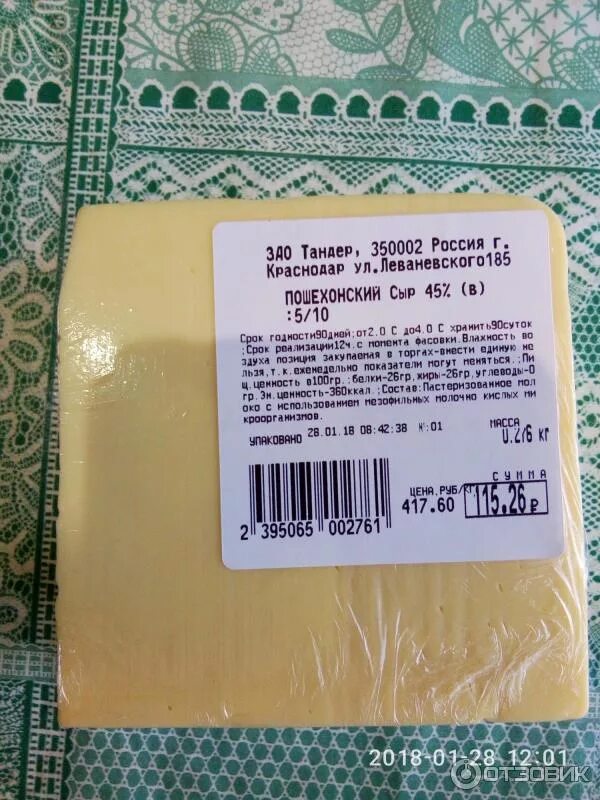 ЗАО Тандер, 350002 Россия г.
Краснодар ул.Леваневского185
ПОШЕХОНСКИЙ Сыр 45% (в)
:5/10
Срок годности90дней;от2.0 С до4.0 С хранить90суток
;Срок реализации12ч.с момента фасовки.Влажность во
здуха позиция закупаемая в торгах-внести единую не
льзя,т.к.еженедельно показатели могут меняться.;Пи
щ.ценность в100гр.:белки-26гр,жиры-26гр,углеводы-0
гр.Эн.ценность-360ккал.;Состав:Пастеризованное мол
око с использованием мезофильных молочно кислых ми
кроорганизмов.
УПАКОВАНО 28.01.18 08:42:38 №:01
МАССА
0.276 кг
СУММА
ЦЕНА,РУБ/КГ
417.60
115.26₽
2 395065 002761
2018-01-28 12:01
ОТЗОВИК